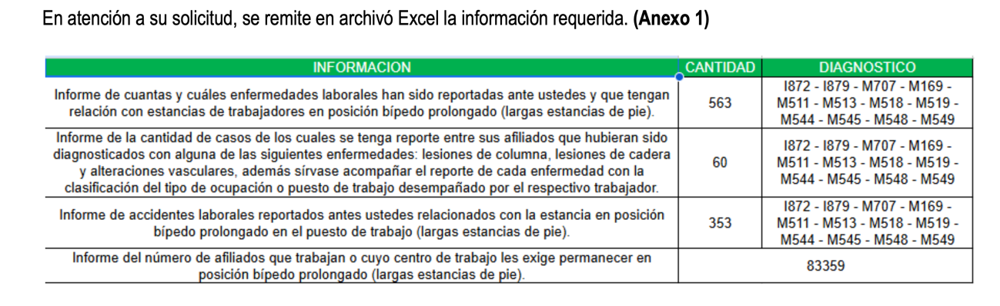 En atención a su solicitud, se remite en archivó Excel la información requerida. (Anexo 1)
INFORMACION CANTIDAD DIAGNOSTICO
Informe de cuantas y cuáles enfermedades laborales han sido reportadas ante ustedes y que tengan
relación con estancias de trabajadores en posición bípedo prolongado (largas estancias de pie).
563
I872 - I879 - M707 - M169 -
M511 - M513 - M518 - M519 -
M544 - M545 - M548 - M549
Informe de la cantidad de casos de los cuales se tenga reporte entre sus afiliados que hubieran sido
diagnosticados con alguna de las siguientes enfermedades: lesiones de columna, lesiones de cadera
y alteraciones vasculares, además sírvase acompañar el reporte de cada enfermedad con la
clasificación del tipo de ocupación o puesto de trabajo desempañado por el respectivo trabajador.
60
I872 - I879 - M707 - M169 -
M511 - M513 - M518 - M519 -
M544 - M545 - M548 - M549
Informe de accidentes laborales reportados antes ustedes relacionados con la estancia en posición
bípedo prolongado en el puesto de trabajo (largas estancias de pie).
353
I872 - I879 - M707 - M169 -
M511 - M513 - M518 - M519 -
M544 - M545 - M548 - M549
Informe del número de afiliados que trabajan o cuyo centro de trabajo les exige permanecer en
posición bípedo prolongado (largas estancias de pie).
83359